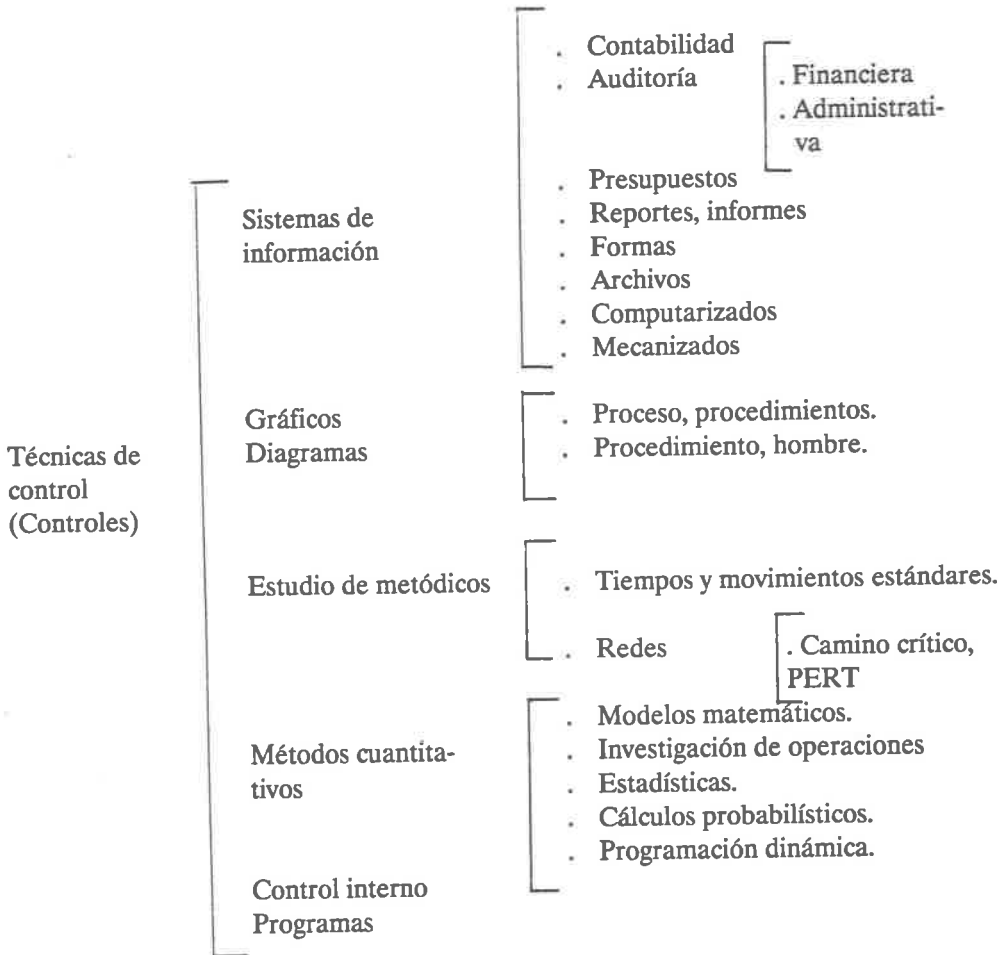 Técnicas de
control
(Controles)
Sistemas de
información
. Contabilidad
. Auditoría
. Financiera
. Administrati-
va
. Presupuestos
. Reportes, informes
. Formas
. Archivos
. Computarizados
. Mecanizados
Gráficos
Diagramas
. Proceso, procedimientos.
. Procedimiento, hombre.
Estudio de metódicos
. Tiempos y movimientos estándares.
. Redes
. Camino crítico,
PERT
Métodos cuantita-
tivos
. Modelos matemáticos.
. Investigación de operaciones
. Estadísticas.
. Cálculos probabilísticos.
. Programación dinámica.
Control interno
Programas